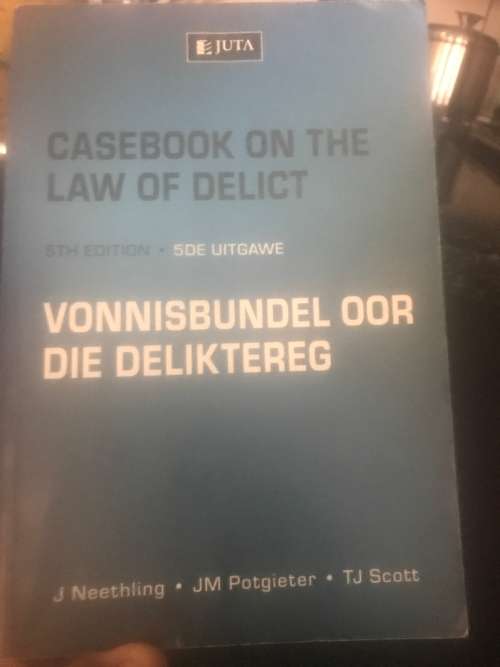 JUTA
CASEBOOK ON THE
LAW OF DELICT
5TH EDITION • 5DE UITGAWE
VONNISBUNDEL OOR
DIE DELIKTEREG
J Neethling • JM Potgieter • TJ Scott